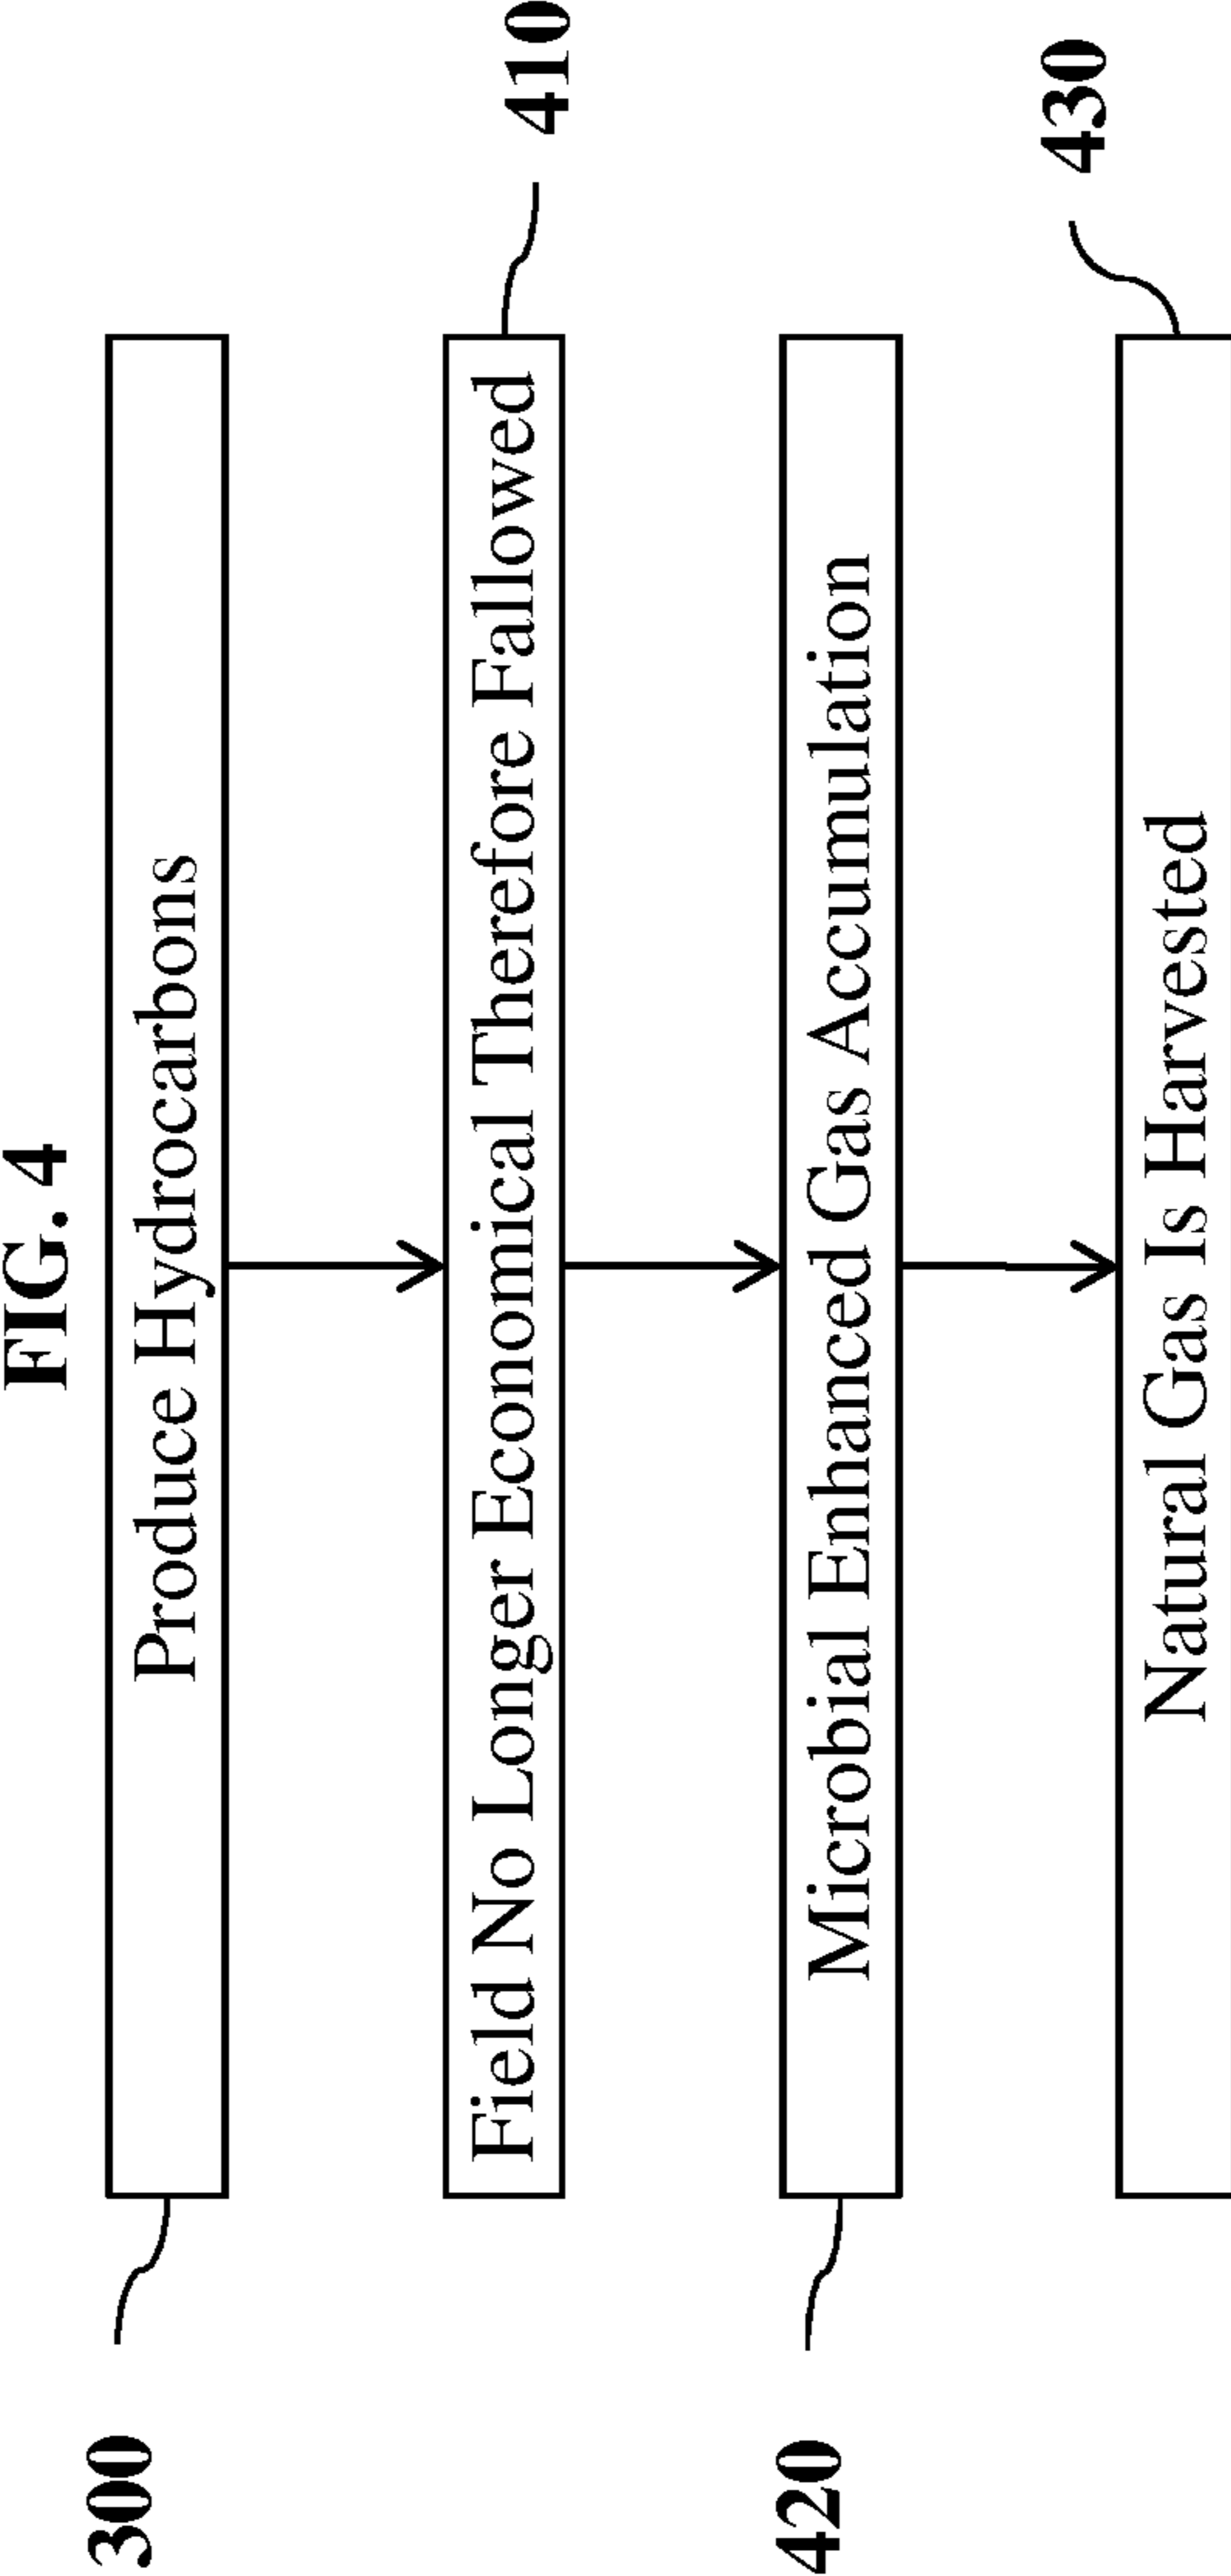 FIG. 4
300
Produce Hydrocarbons
Field No Longer Economical Therefore Fallowed
410
420
Microbial Enhanced Gas Accumulation
Natural Gas Is Harvested
430